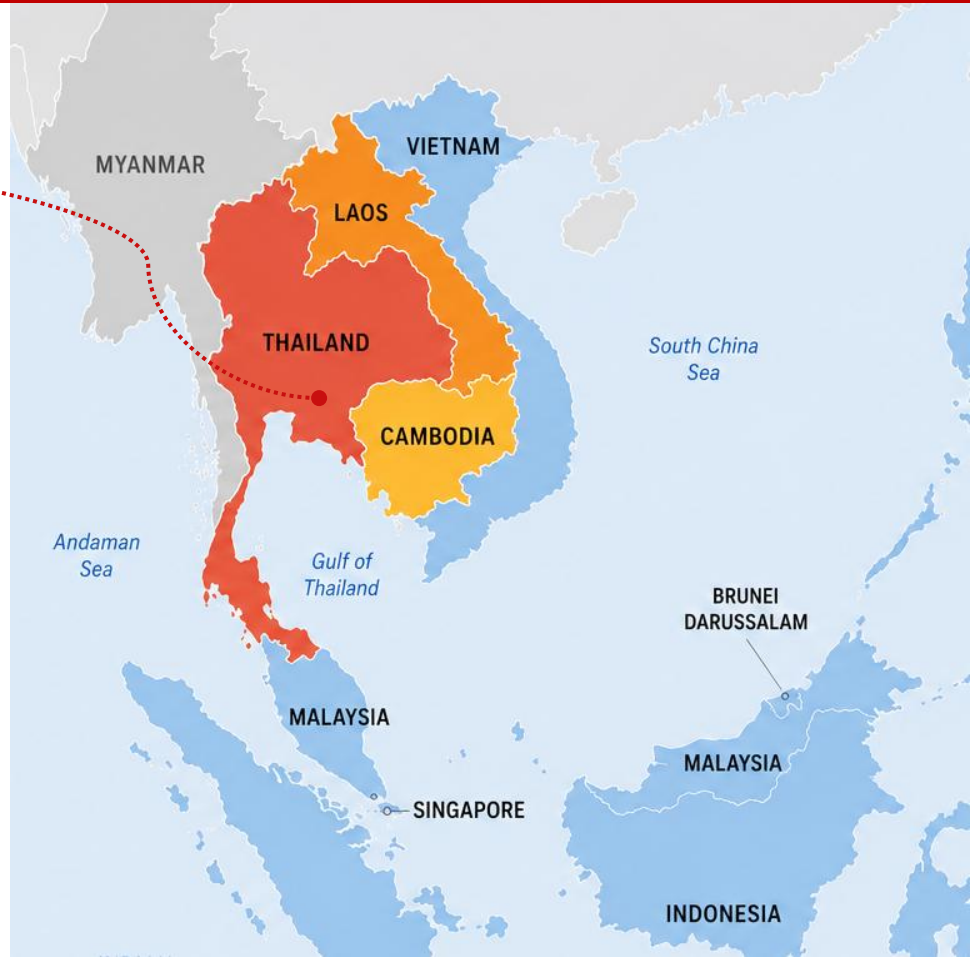 VIETNAM
MYANMAR
LAOS
THAILAND
South China
Sea
CAMBODIA
Andaman
Sea
Gulf of
Thailand
BRUNEI
DARUSSALAM
MALAYSIA
MALAYSIA
SINGAPORE
INDONESIA